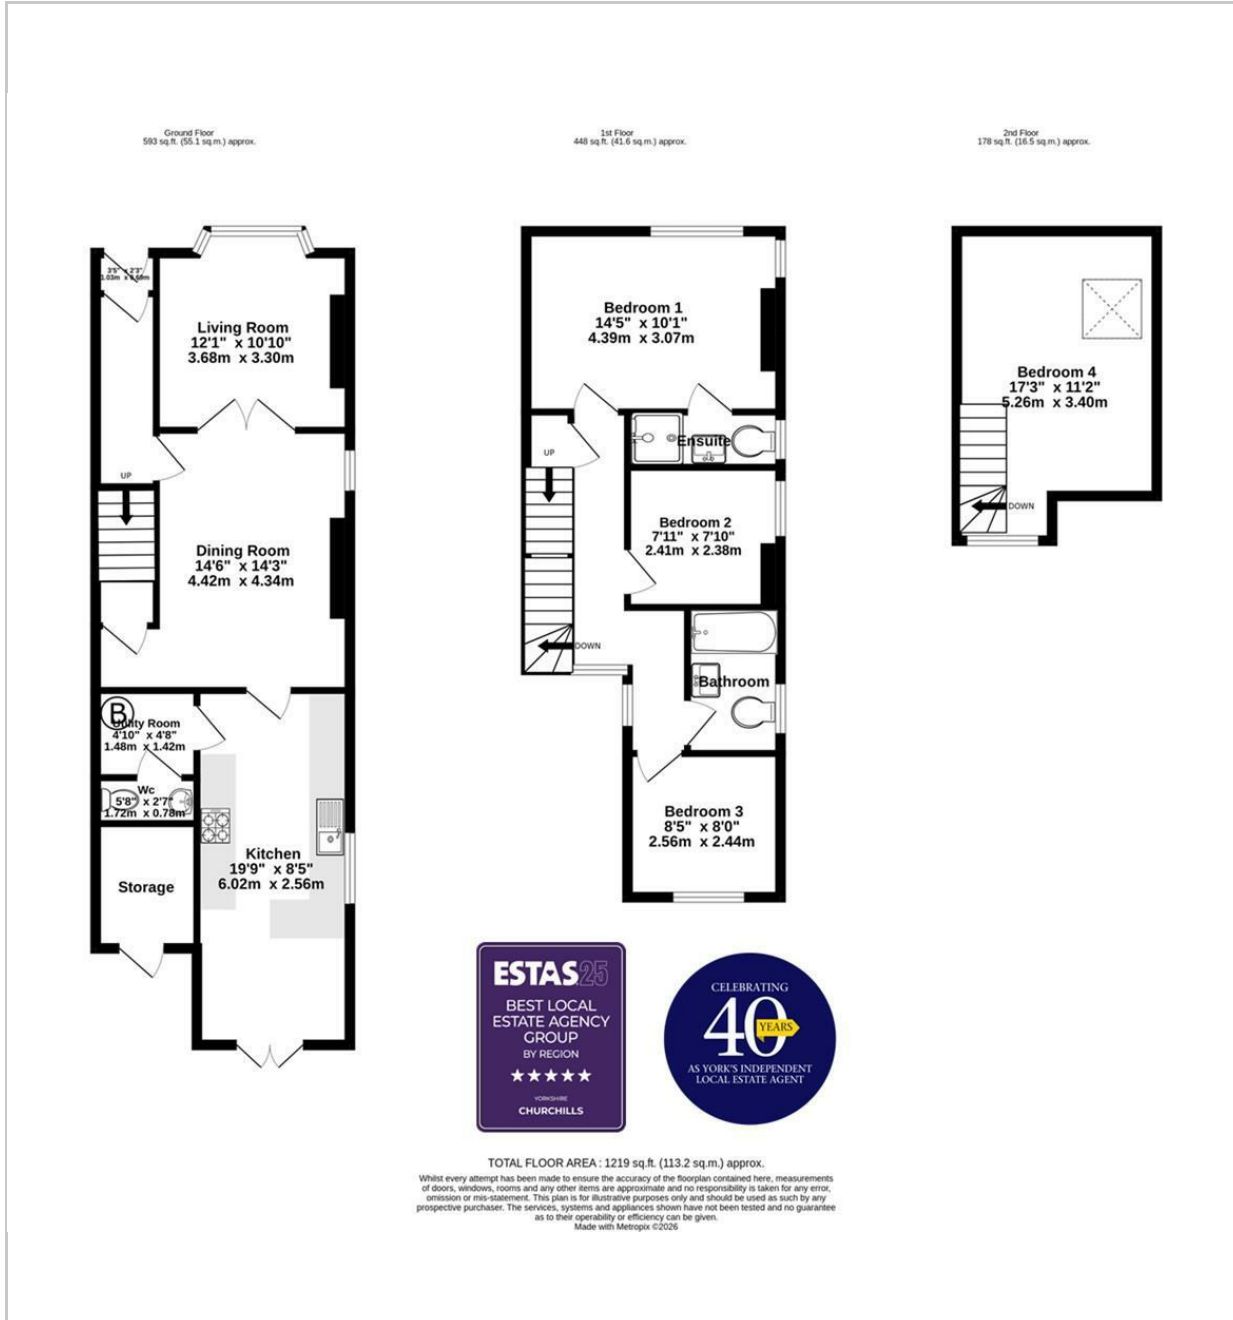 Ground Floor
593 sq.ft. (55.1 sq.m.) approx.
1st Floor
448 sq.ft. (41.6 sq.m.) approx.
2nd Floor
178 sq.ft. (16.5 sq.m.) approx.
3'5" x 2'3"
1.03m x 0.69m
Living Room
12'1" x 10'10"
3.68m x 3.30m
UP
Dining Room
14'6" x 14'3"
4.42m x 4.34m
B
Utility Room
4'10" x 4'8"
1.48m x 1.42m
Wc
5'8" x 2'7"
1.72m x 0.78m
Kitchen
19'9" x 8'5"
6.02m x 2.56m
Storage
Bedroom 1
14'5" x 10'1"
4.39m x 3.07m
UP
Ensuite
Bedroom 2
7'11" x 7'10"
2.41m x 2.38m
DOWN
Bathroom
Bedroom 3
8'5" x 8'0"
2.56m x 2.44m
Bedroom 4
17'3" x 11'2"
5.26m x 3.40m
DOWN
ESTAS 25
BEST LOCAL
ESTATE AGENCY
GROUP
BY REGION
★★★★★
YORKSHIRE
CHURCHILLS
CELEBRATING
40
YEARS
AS YORK'S INDEPENDENT
LOCAL ESTATE AGENT
TOTAL FLOOR AREA : 1219 sq.ft. (113.2 sq.m.) approx.
Whilst every attempt has been made to ensure the accuracy of the floorplan contained here, measurements
of doors, windows, rooms and any other items are approximate and no responsibility is taken for any error,
omission or mis-statement. This plan is for illustrative purposes only and should be used as such by any
prospective purchaser. The services, systems and appliances shown have not been tested and no guarantee
as to their operability or efficiency can be given.
Made with Metropix ©2026